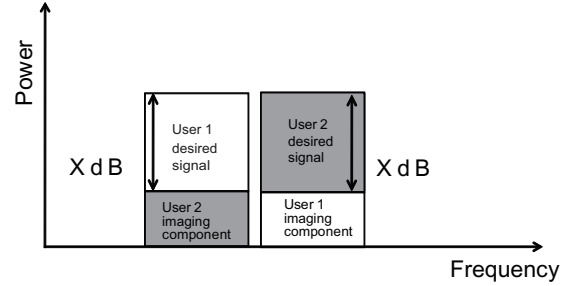 Power
User 1
desired
signal
User 2
desired
signal
X d B
X d B
User 2
imaging
component
User 1
imaging
component
Frequency